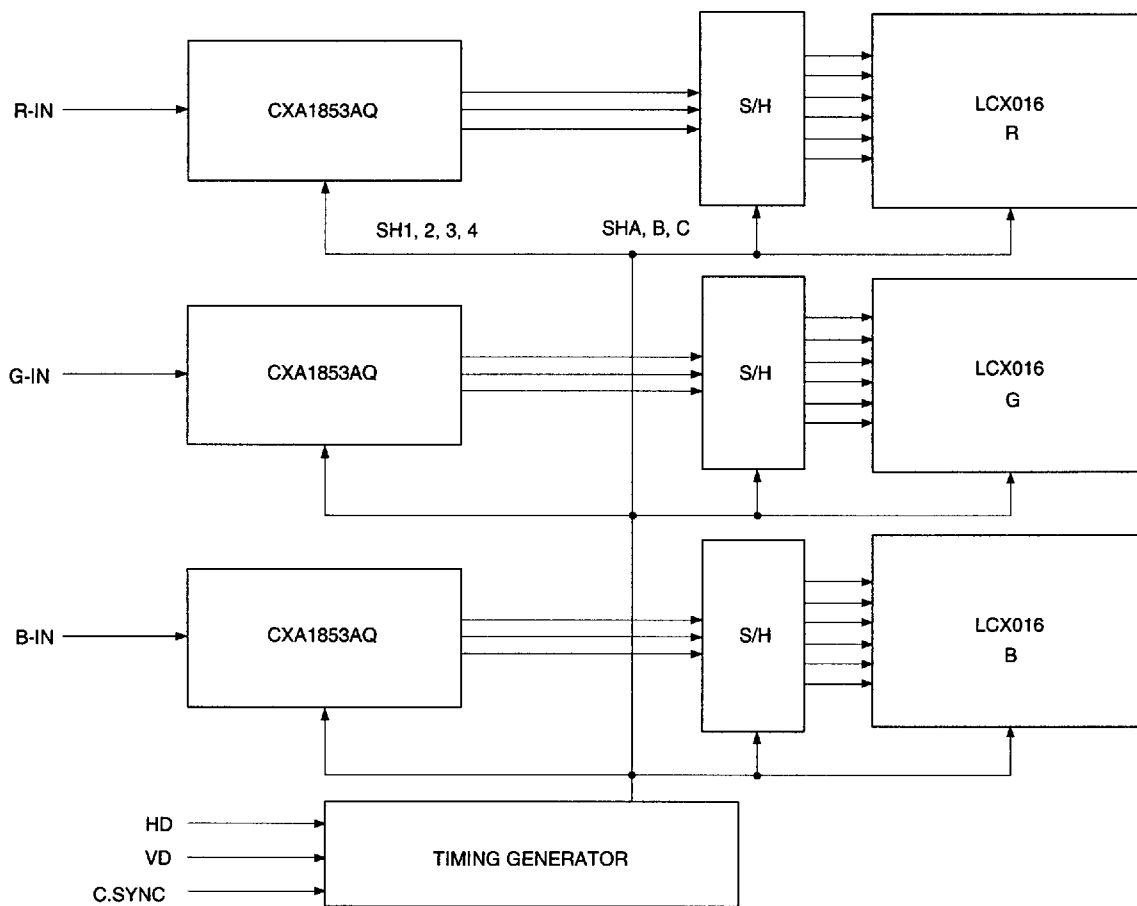 R-IN
CXA1853AQ
S/H
LCX016
R
SH1, 2, 3, 4
SHA, B, C
G-IN
CXA1853AQ
S/H
LCX016
G
B-IN
CXA1853AQ
S/H
LCX016
B
HD
VD
C.SYNC
TIMING GENERATOR